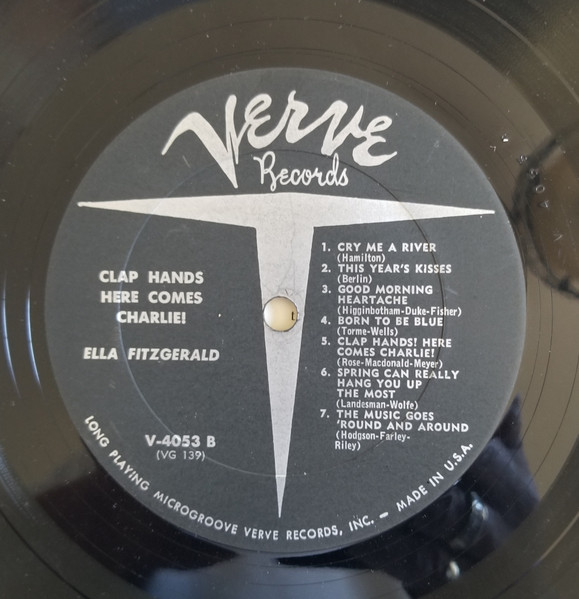 VERVE
Records
CLAP HANDS
HERE COMES
CHARLIE!
ELLA FITZGERALD
V-4053 B
(VG 139)
1. CRY ME A RIVER
(Hamilton)
2. THIS YEAR'S KISSES
(Berlin)
3. GOOD MORNING
HEARTACHE
(Higginbotham-Duke-Fisher)
4. BORN TO BE BLUE
(Torme-Wells)
5. CLAP HANDS! HERE
COMES CHARLIE!
(Rose-Macdonald-Meyer)
6. SPRING CAN REALLY
HANG YOU UP
THE MOST
(Landesman-Wolfe)
7. THE MUSIC GOES
'ROUND AND AROUND
(Hodgson-Farley-
Riley)
LONG PLAYING MICROGROOVE VERVE RECORDS, INC. – MADE IN U.S.A.